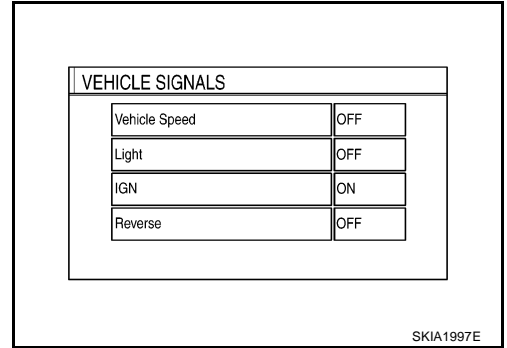 VEHICLE SIGNALS
Vehicle Speed OFF
Light OFF
IGN ON
Reverse OFF
SKIA1997E